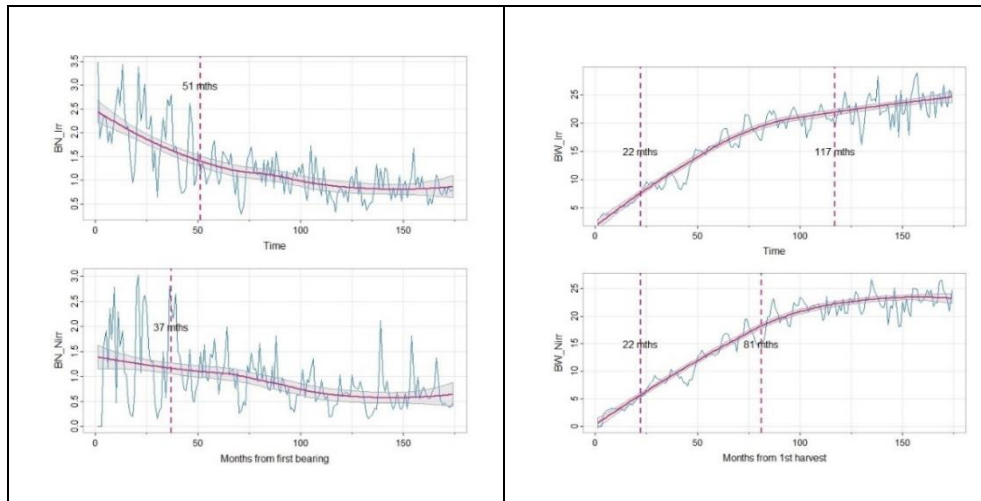 3.5
3.0
2.5
2.0
1.5
1.0
0.5
BN_Irr
51 mths
0 50 100 150
Time
3.0
2.5
2.0
1.5
1.0
0.5
0.0
BN_Nirr
37 mths
0 50 100 150
Months from first bearing
25
20
15
10
5
BW_Irr
22 mths
117 mths
0 50 100 150
Time
25
20
15
10
5
0
BW_Nirr
22 mths
81 mths
0 50 100 150
Months from 1st harvest